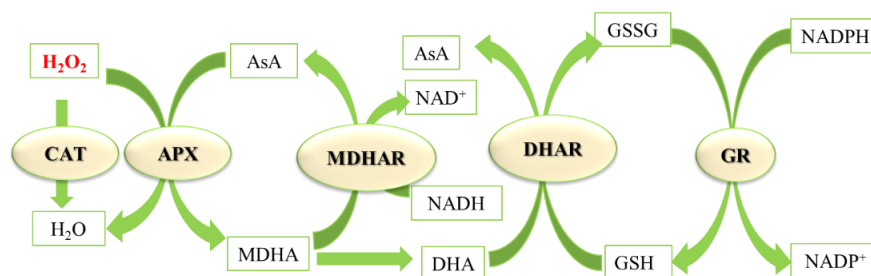 GSSG
NADPH
H₂O₂
AsA
AsA
NAD⁺
CAT
APX
MDHAR
DHAR
GR
NADH
H₂O
MDHA
DHA
GSH
NADP⁺